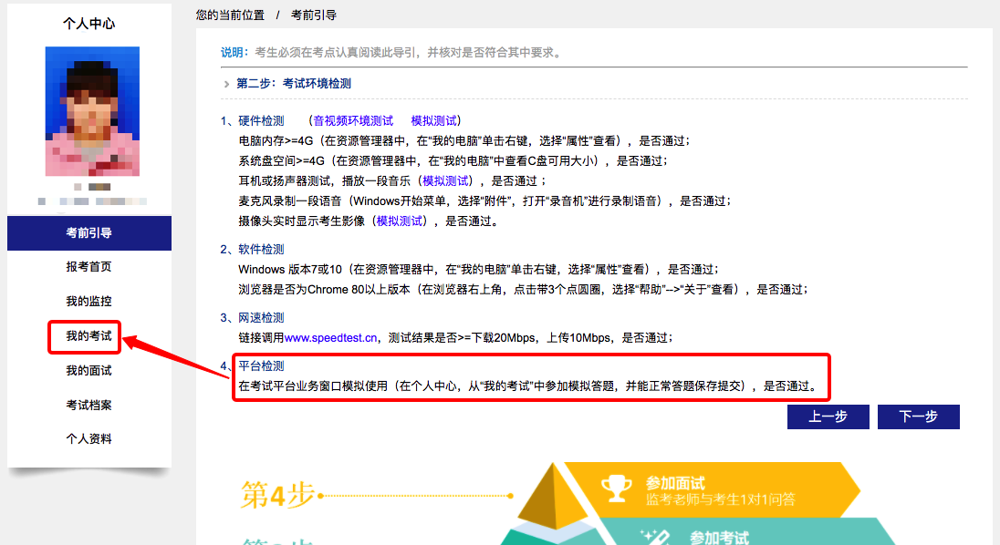 个人中心
考前引导
报考首页
我的监控
我的考试
我的面试
考试档案
个人资料
您的当前位置 / 考前引导
说明：考生必须在考点认真阅读此导引，并核对是否符合其中要求。
第二步：考试环境检测
1、硬件检测 （音视频环境测试 模拟测试）
电脑内存>=4G（在资源管理器中，在“我的电脑”单击右键，选择“属性”查看），是否通过；
系统盘空间>=4G（在资源管理器中，在“我的电脑”中查看C盘可用大小），是否通过；
耳机或扬声器测试，播放一段音乐（模拟测试），是否通过；
麦克风录制一段语音（Windows开始菜单，选择“附件”，打开“录音机”进行录制语音），是否通过；
摄像头实时显示考生影像（模拟测试），是否通过。
2、软件检测
Windows 版本7或10（在资源管理器中，在“我的电脑”单击右键，选择“属性”查看），是否通过；
浏览器是否为Chrome 80以上版本（在浏览器右上角，点击带3个点圆圈，选择“帮助”-->“关于”查看），是否通过；
3、网速检测
链接调用www.speedtest.cn，测试结果是否>=下载20Mbps，上传10Mbps，是否通过；
4、平台检测
在考试平台业务窗口模拟使用（在个人中心，从“我的考试”中参加模拟答题，并能正常答题保存提交），是否通过。
上一步 下一步
第4步
参加面试
监考老师与考生1对1问答
参加考试